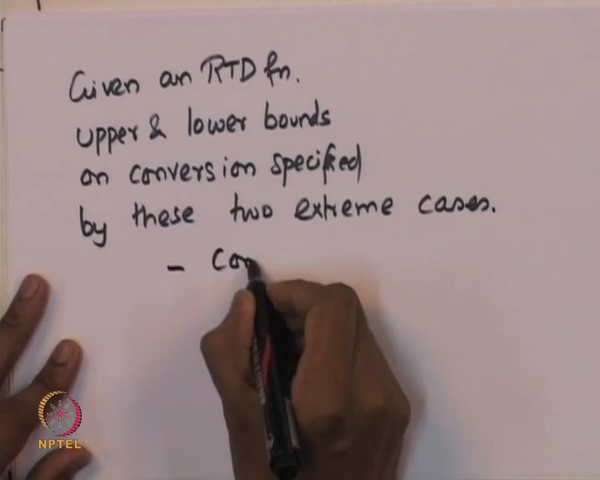 Given an RTD fn.
upper & lower bounds
on conversion specified
by these two extreme cases.
- Co
NPTEL